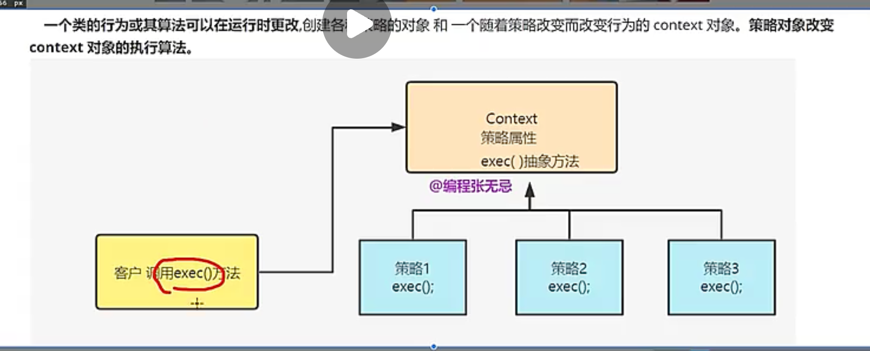 px
一个类的行为或其算法可以在运行时更改,创建各 略的对象 和 一个随着策略改变而改变行为的 context 对象。策略对象改变
context 对象的执行算法。
Context
策略属性
exec( )抽象方法
@编程张无忌
客户 调用exec()方法
策略1
exec();
策略2
exec();
策略3
exec();